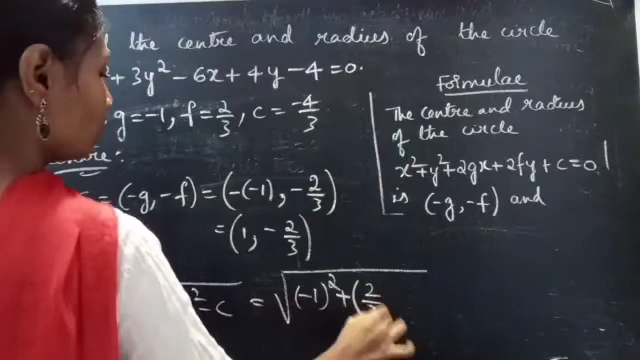 the centre and radius of the circle
+ 3y² - 6x + 4y - 4 = 0.
g = -1, f = 2/3, c = -4/3
= (-g, -f) = (-(-1), -2/3)
= (1, -2/3)
² - c = √(-1)² + (2/
Formulae
The centre and radius
of the circle
x² + y² + 2gx + 2fy + c = 0
is (-g, -f) and